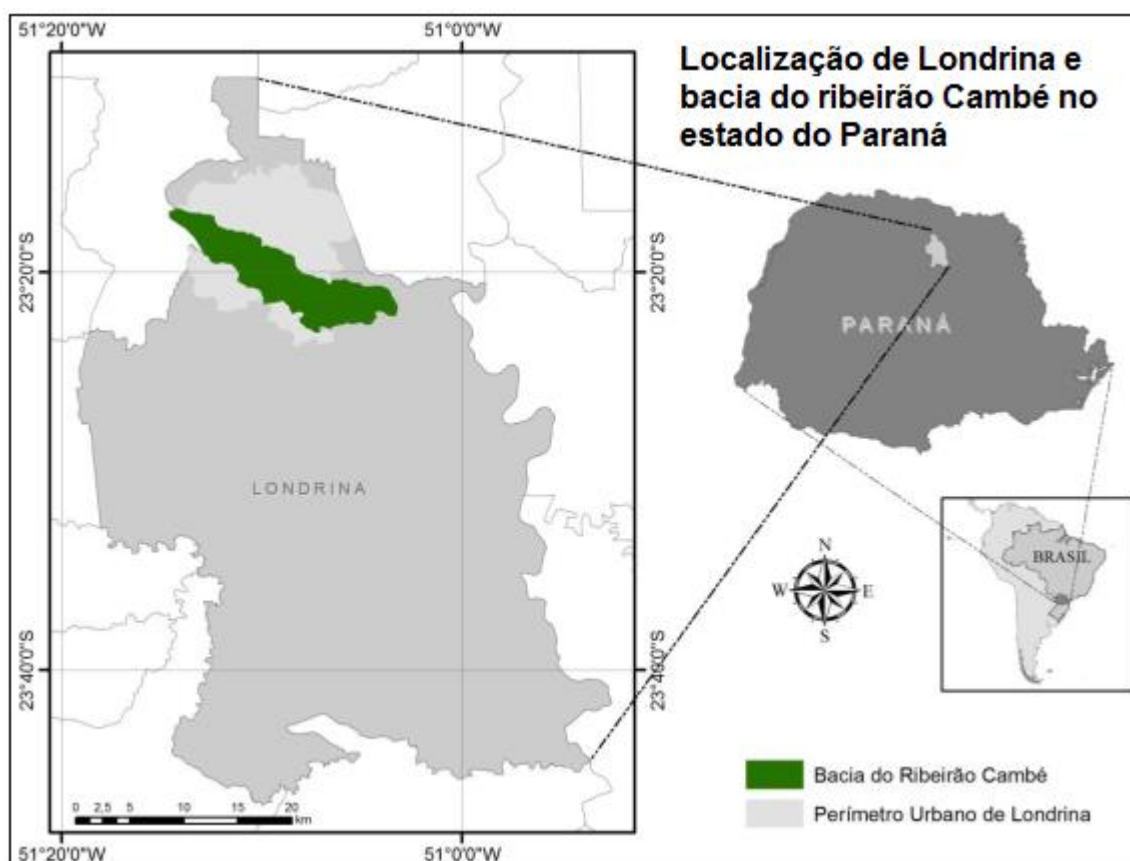 51°20'0"W
51°0'0"W
Localização de Londrina e
bacia do ribeirão Cambé no
estado do Paraná
23°20'0"S
23°20'0"S
PARANÁ
LONDRINA
BRASIL
N
W
E
S
23°40'0"S
23°40'0"S
Bacia do Ribeirão Cambé
Perímetro Urbano de Londrina
0 2,5 5 10 15 20
km
51°20'0"W
51°0'0"W